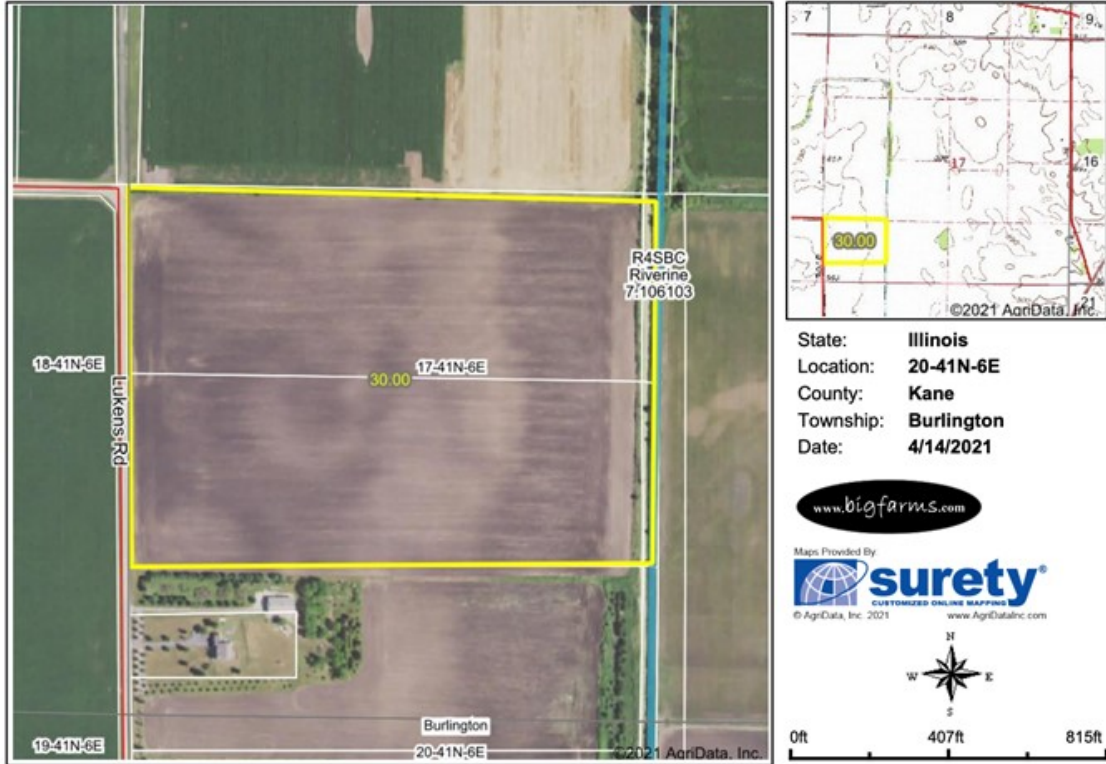 R4SBC
Riverine
7.106103
18-41N-6E
17-41N-6E
30.00
Lukens Rd
Burlington
19-41N-6E
20-41N-6E
©2021 AgriData, Inc.
7
8
9
17
16
30.00
21
©2021 AgriData, Inc.
State: Illinois
Location: 20-41N-6E
County: Kane
Township: Burlington
Date: 4/14/2021
www.bigfarms.com
Maps Provided By:
surety®
CUSTOMIZED ONLINE MAPPING
© AgriData, Inc. 2021 www.AgriDataInc.com
N
W E
S
0ft 407ft 815ft